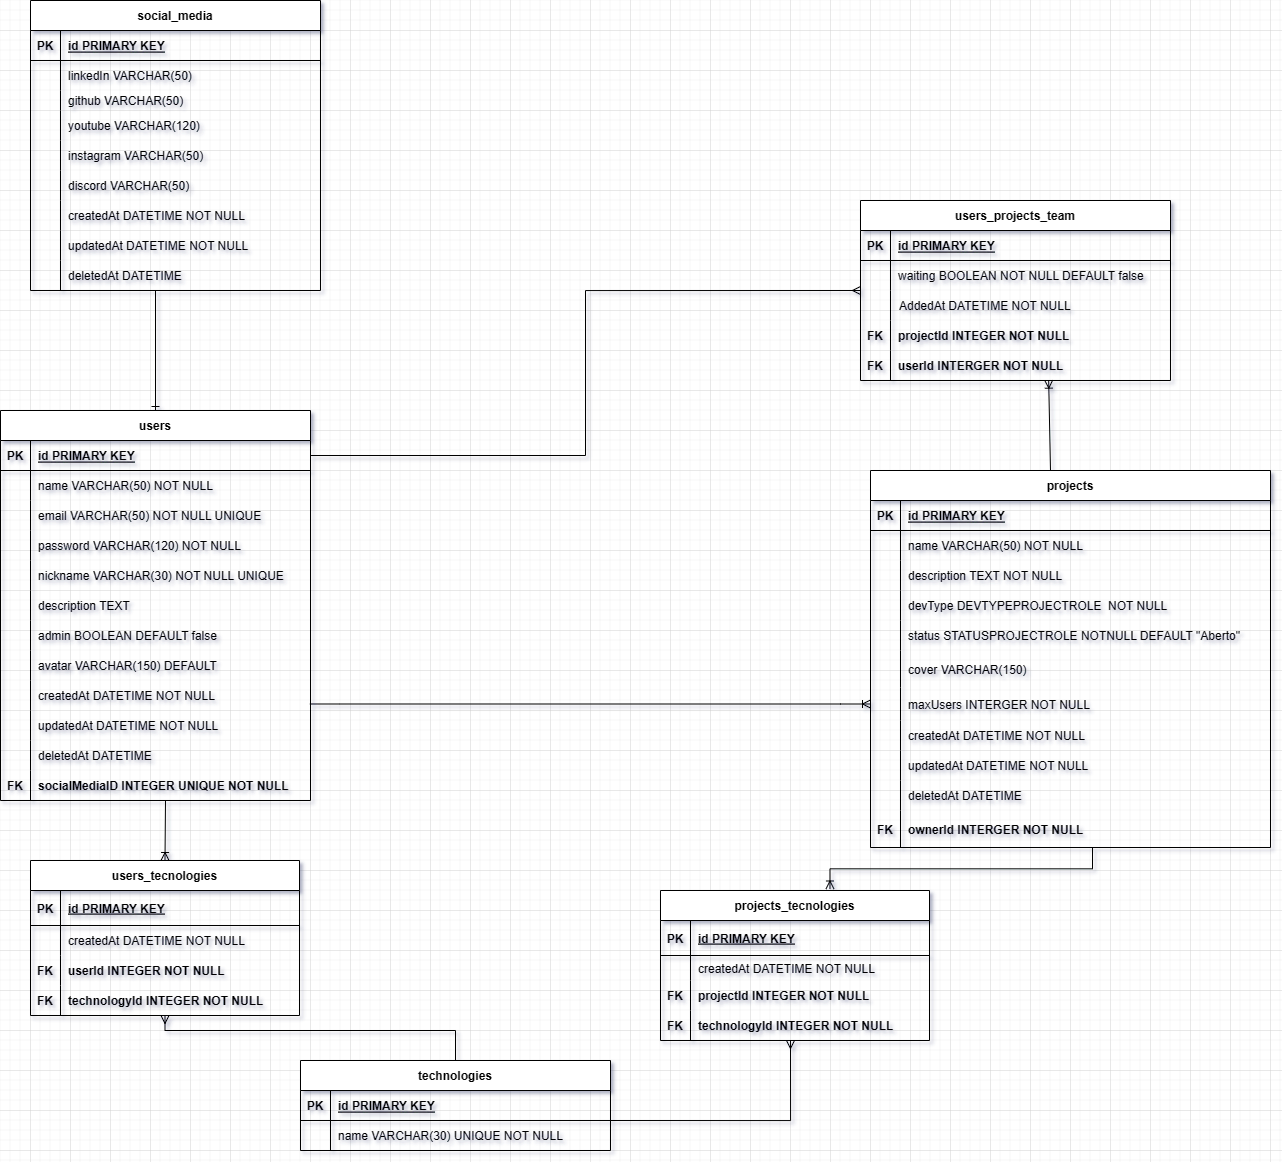 social_media
PK id PRIMARY KEY
linkedIn VARCHAR(50)
github VARCHAR(50)
youtube VARCHAR(120)
instagram VARCHAR(50)
discord VARCHAR(50)
createdAt DATETIME NOT NULL
updatedAt DATETIME NOT NULL
deletedAt DATETIME
users_projects_team
PK id PRIMARY KEY
waiting BOOLEAN NOT NULL DEFAULT false
AddedAt DATETIME NOT NULL
FK projectId INTEGER NOT NULL
FK userId INTERGER NOT NULL
users
PK id PRIMARY KEY
name VARCHAR(50) NOT NULL
email VARCHAR(50) NOT NULL UNIQUE
password VARCHAR(120) NOT NULL
nickname VARCHAR(30) NOT NULL UNIQUE
description TEXT
admin BOOLEAN DEFAULT false
avatar VARCHAR(150) DEFAULT
createdAt DATETIME NOT NULL
updatedAt DATETIME NOT NULL
deletedAt DATETIME
FK socialMediaID INTEGER UNIQUE NOT NULL
projects
PK id PRIMARY KEY
name VARCHAR(50) NOT NULL
description TEXT NOT NULL
devType DEVTYPEPROJECTROLE NOT NULL
status STATUSPROJECTROLE NOTNULL DEFAULT "Aberto"
cover VARCHAR(150)
maxUsers INTERGER NOT NULL
createdAt DATETIME NOT NULL
updatedAt DATETIME NOT NULL
deletedAt DATETIME
FK ownerId INTERGER NOT NULL
users_tecnologies
PK id PRIMARY KEY
createdAt DATETIME NOT NULL
FK userId INTEGER NOT NULL
FK technologyId INTEGER NOT NULL
projects_tecnologies
PK id PRIMARY KEY
createdAt DATETIME NOT NULL
FK projectId INTEGER NOT NULL
FK technologyId INTEGER NOT NULL
technologies
PK id PRIMARY KEY
name VARCHAR(30) UNIQUE NOT NULL